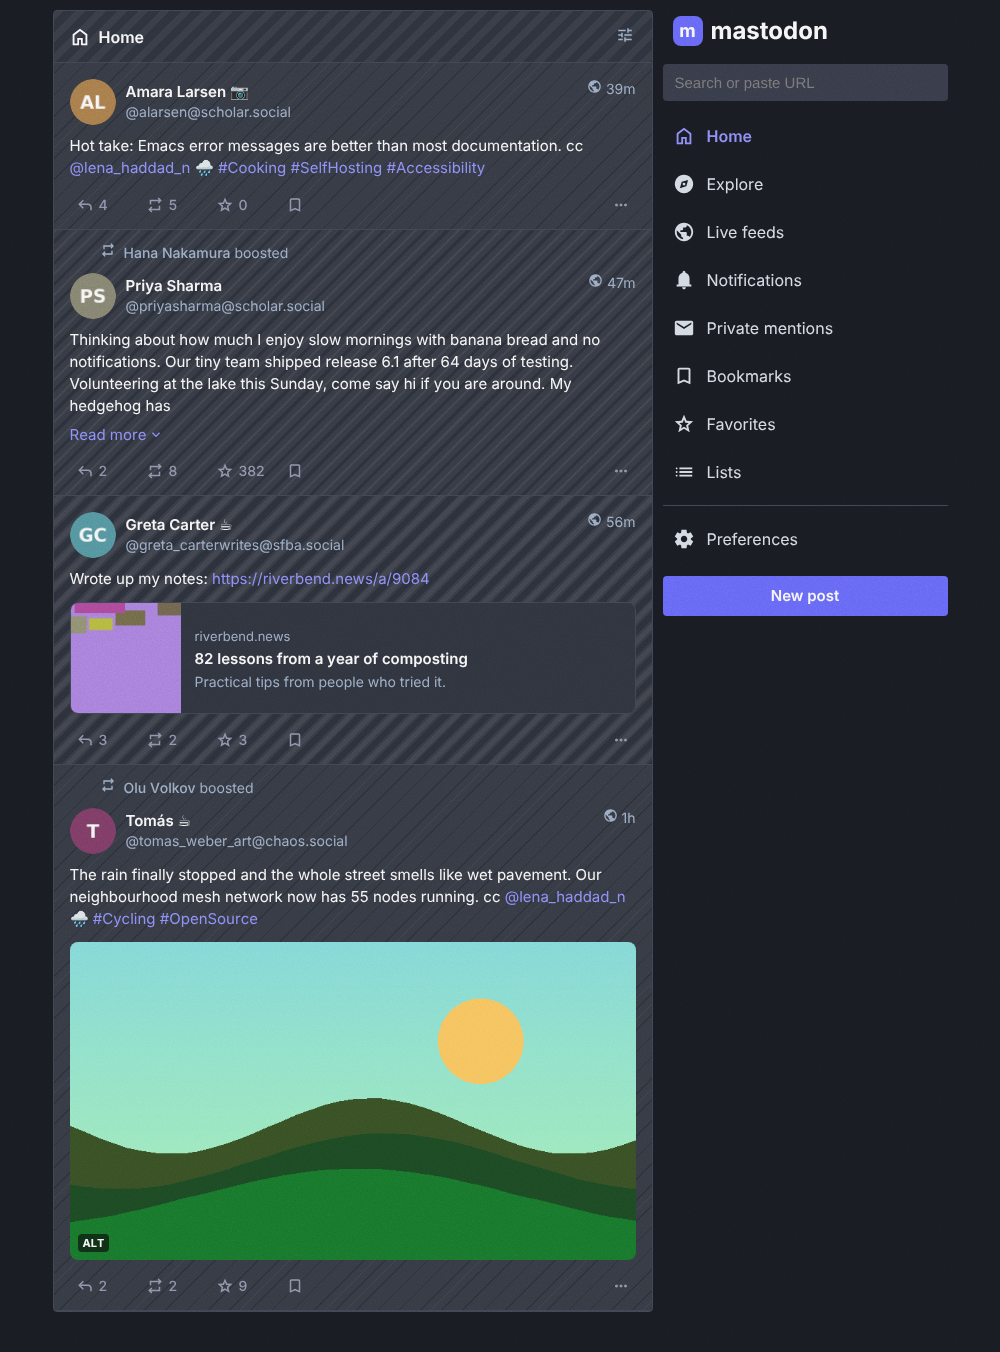 Home
AL
Amara Larsen 📷
39m
@alarsen@scholar.social
Hot take: Emacs error messages are better than most documentation. cc
@lena_haddad_n 🌧️ #Cooking #SelfHosting #Accessibility
4 5 0
Hana Nakamura boosted
PS
Priya Sharma
47m
@priyasharma@scholar.social
Thinking about how much I enjoy slow mornings with banana bread and no
notifications. Our tiny team shipped release 6.1 after 64 days of testing.
Volunteering at the lake this Sunday, come say hi if you are around. My
hedgehog has
Read more
2 8 382
GC
Greta Carter ☕
56m
@greta_carterwrites@sfba.social
Wrote up my notes: https://riverbend.news/a/9084
riverbend.news
82 lessons from a year of composting
Practical tips from people who tried it.
3 2 3
Olu Volkov boosted
T
Tomás ☕
1h
@tomas_weber_art@chaos.social
The rain finally stopped and the whole street smells like wet pavement. Our
neighbourhood mesh network now has 55 nodes running. cc @lena_haddad_n
🌧️ #Cycling #OpenSource
ALT
2 2 9
m mastodon
Search or paste URL
Home
Explore
Live feeds
Notifications
Private mentions
Bookmarks
Favorites
Lists
Preferences
New post